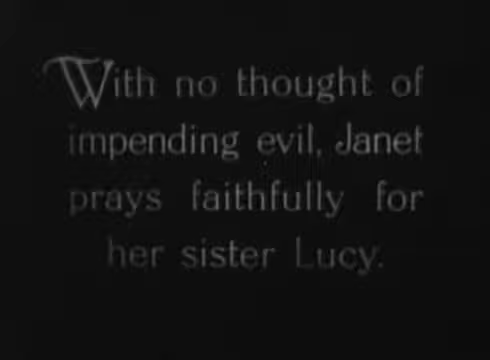 With no thought of
impending evil, Janet
prays faithfully for
her sister Lucy.